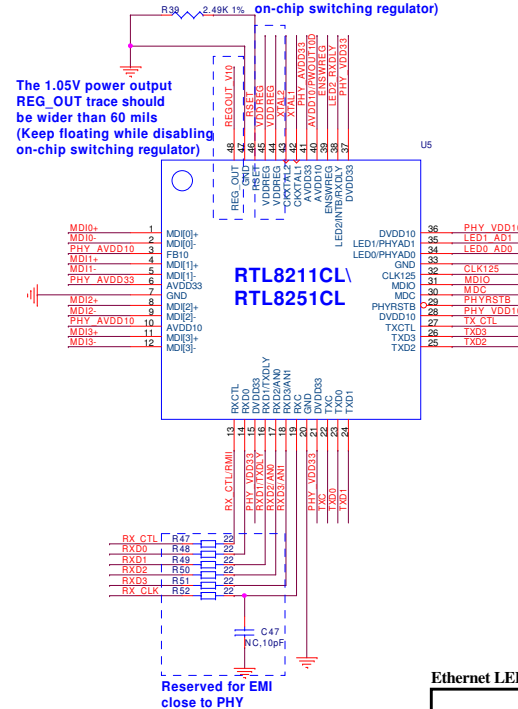 R39 2.49K 1%
on-chip switching regulator)
The 1.05V power output
REG_OUT trace should
be wider than 60 mils
(Keep floating while disabling
on-chip switching regulator)
REGOUT_V10
RSET
VDDREG
VDDREG
XTAL2
XTAL1
PHY_AVDD33
AVDD10/PWOUT10D
ENSWREG
LED2_RXDLY
PHY_VDD33
48
47
46
45
44
43
42
41
40
39
38
37
U5
REG_OUT
GND
RSET
VDDREG
VDDREG
CKXTAL2
CKXTAL1
AVDD33
AVDD10
ENSWREG
LED2/INTB/RXDLY
DVDD33
MDI0+ 1 MDI[0]+
MDI0- 2 MDI[0]-
PHY_AVDD10 3 FB10
MDI1+ 4 MDI[1]+
MDI1- 5 MDI[1]-
PHY_AVDD33 6 AVDD33
7 GND
MDI2+ 8 MDI[2]+
MDI2- 9 MDI[2]-
PHY_AVDD10 10 AVDD10
MDI3+ 11 MDI[3]+
MDI3- 12 MDI[3]-
RTL8211CL\
RTL8251CL
DVDD10 36 PHY_VDD10
LED1/PHYAD1 35 LED1_AD1
LED0/PHYAD0 34 LED0_AD0
GND 33
CLK125 32 CLK125
MDIO 31 MDIO
MDC 30 MDC
PHYRSTB 29 PHYRSTB
DVDD10 28 PHY_VDD10
TXCTL 27 TX_CTL
TXD3 26 TXD3
TXD2 25 TXD2
RXCTL
RXD0
DVDD33
RXD1/TXDLY
RXD2/AN0
RXD3/AN1
RXC
GND
DVDD33
TXC
TXD0
TXD1
13
14
15
16
17
18
19
20
21
22
23
24
RX_CTL/RMII
PHY_VDD33
RXD1/TXDLY
RXD2/AN0
RXD3/AN1
PHY_VDD33
TXC
TXD0
TXD1
RX_CTL R47 22
RXD0 R48 22
RXD1 R49 22
RXD2 R50 22
RXD3 R51 22
RX_CLK R52 22
C47
NC,10pF
Reserved for EMI
close to PHY
Ethernet LE